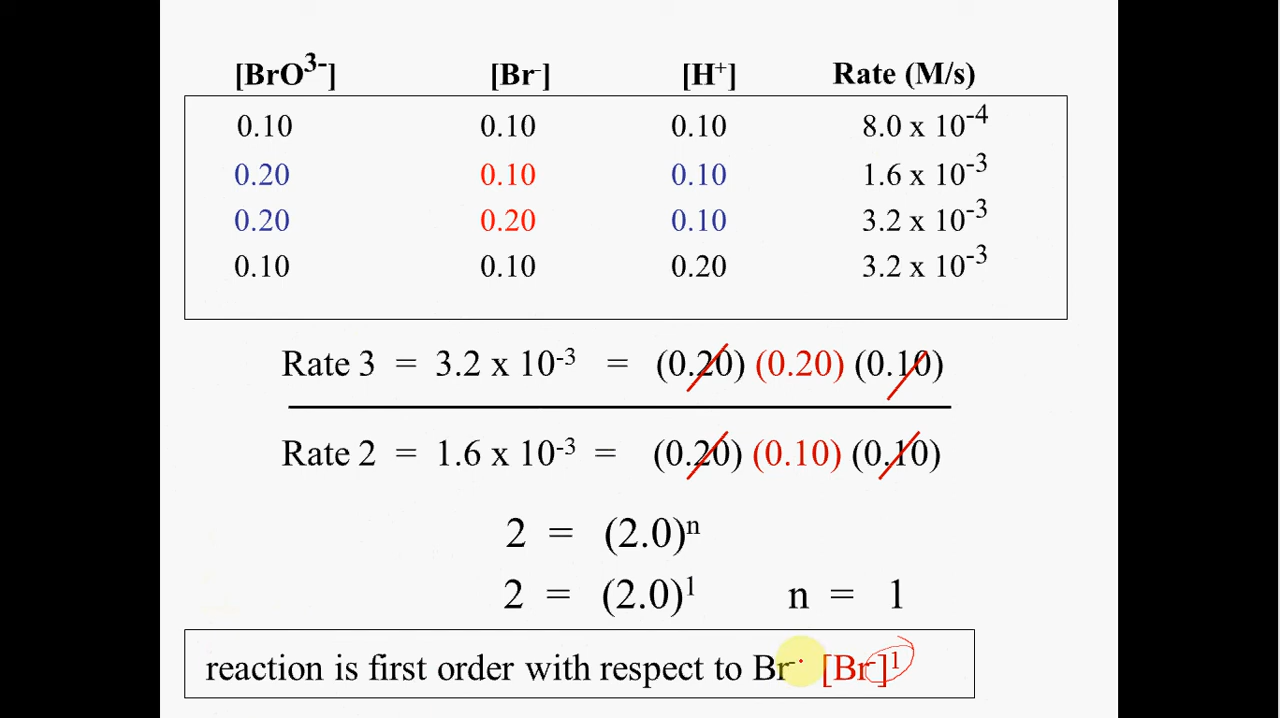 [BrO³⁻] [Br⁻] [H⁺] Rate (M/s)
0.10 0.10 0.10 8.0 x 10⁻⁴
0.20 0.10 0.10 1.6 x 10⁻³
0.20 0.20 0.10 3.2 x 10⁻³
0.10 0.10 0.20 3.2 x 10⁻³
Rate 3 = 3.2 x 10⁻³ = (0.20) (0.20) (0.10)
Rate 2 = 1.6 x 10⁻³ = (0.20) (0.10) (0.10)
2 = (2.0)ⁿ
2 = (2.0)¹ n = 1
reaction is first order with respect to Br⁻ [Br⁻]¹